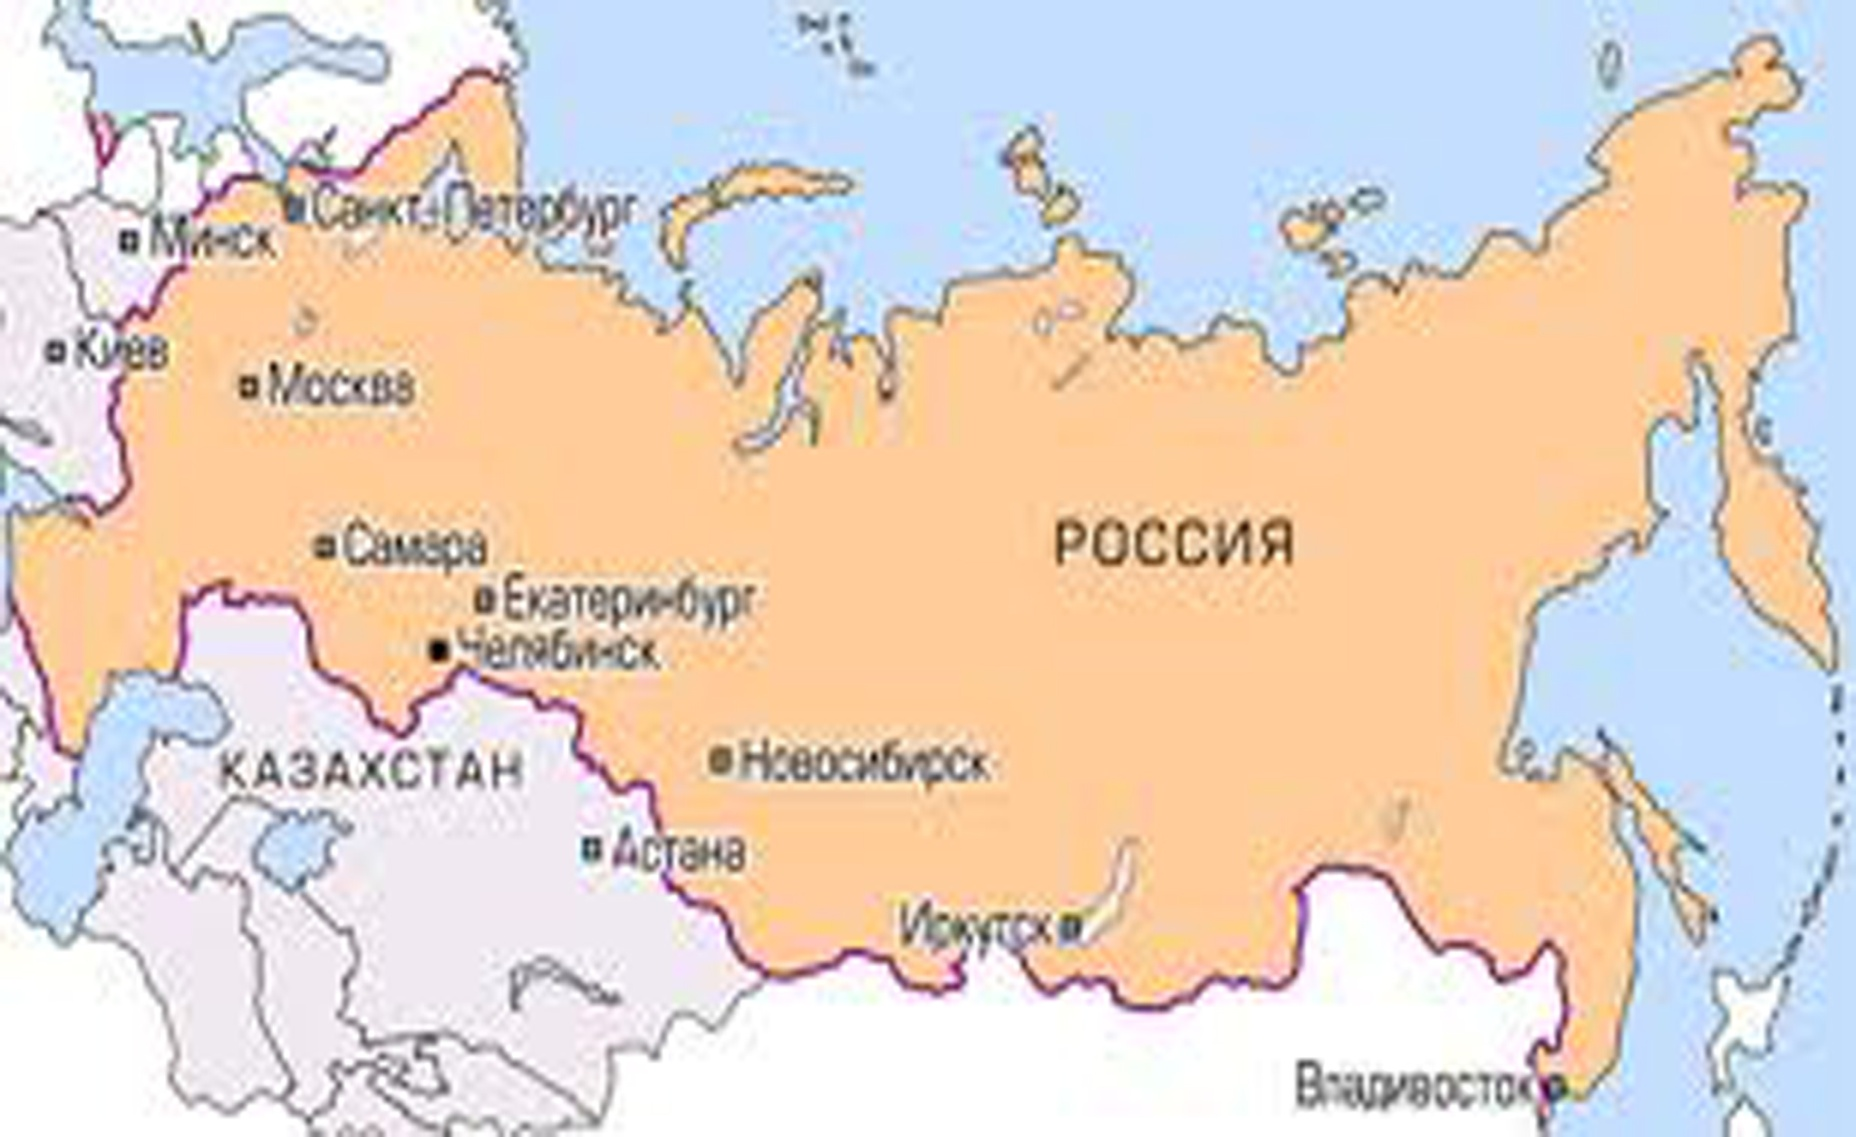 Санкт-Петербург
Минск
Киев
Москва
РОССИЯ
Самара
Екатеринбург
Челябинск
Новосибирск
КАЗАХСТАН
Астана
Иркутск
Владивосток